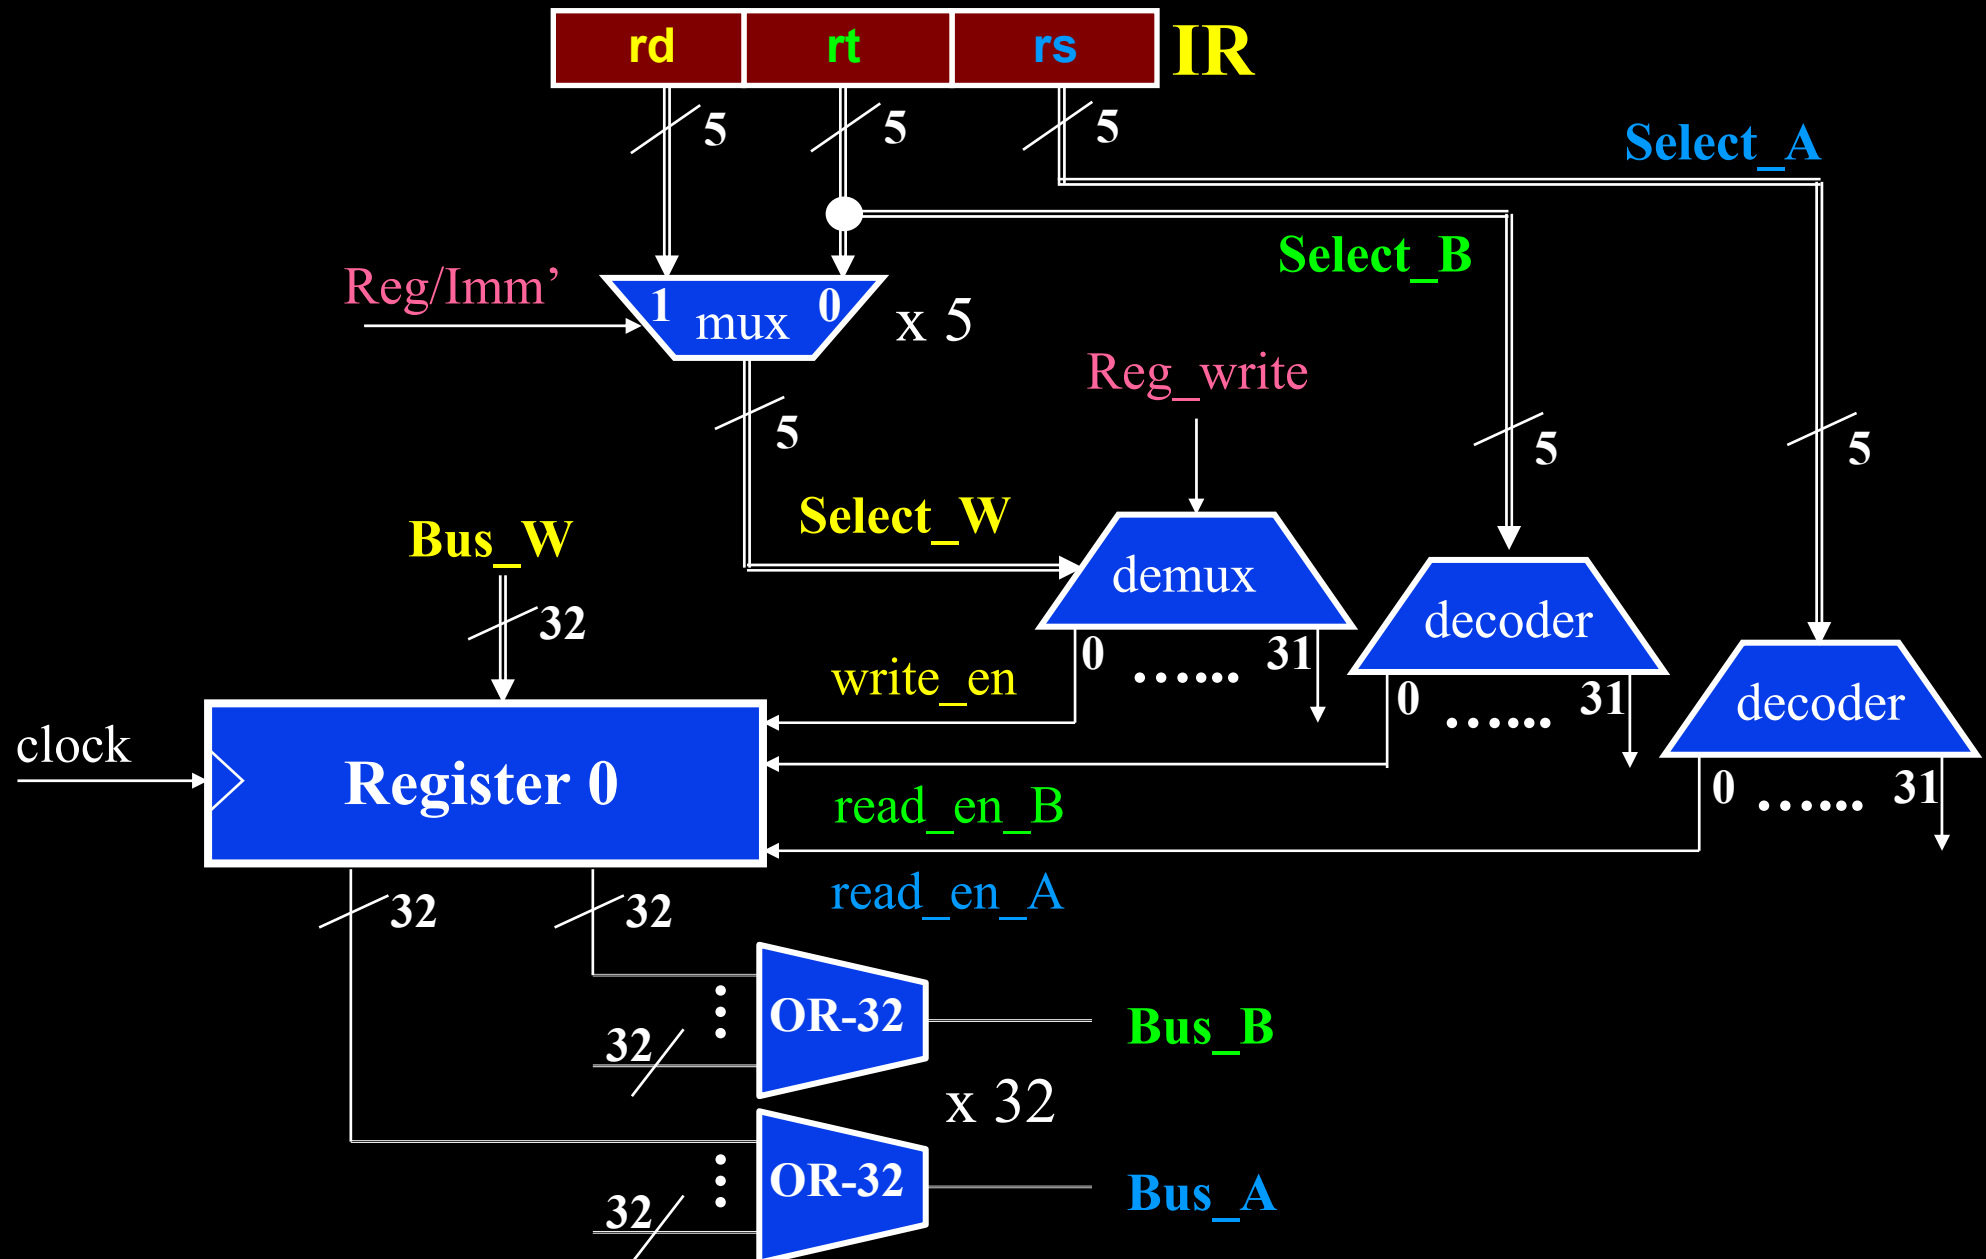 rd rt rs IR
5 5 5
Select_A
Select_B
Reg/Imm’
1 mux 0 x 5
Reg_write
5 5 5
Select_W
Bus_W
demux
32
decoder
0 ...... 31
write_en
decoder
0 ...... 31
clock
Register 0
0 ...... 31
read_en_B
read_en_A
32 32
OR-32
Bus_B
32
x 32
OR-32
Bus_A
32